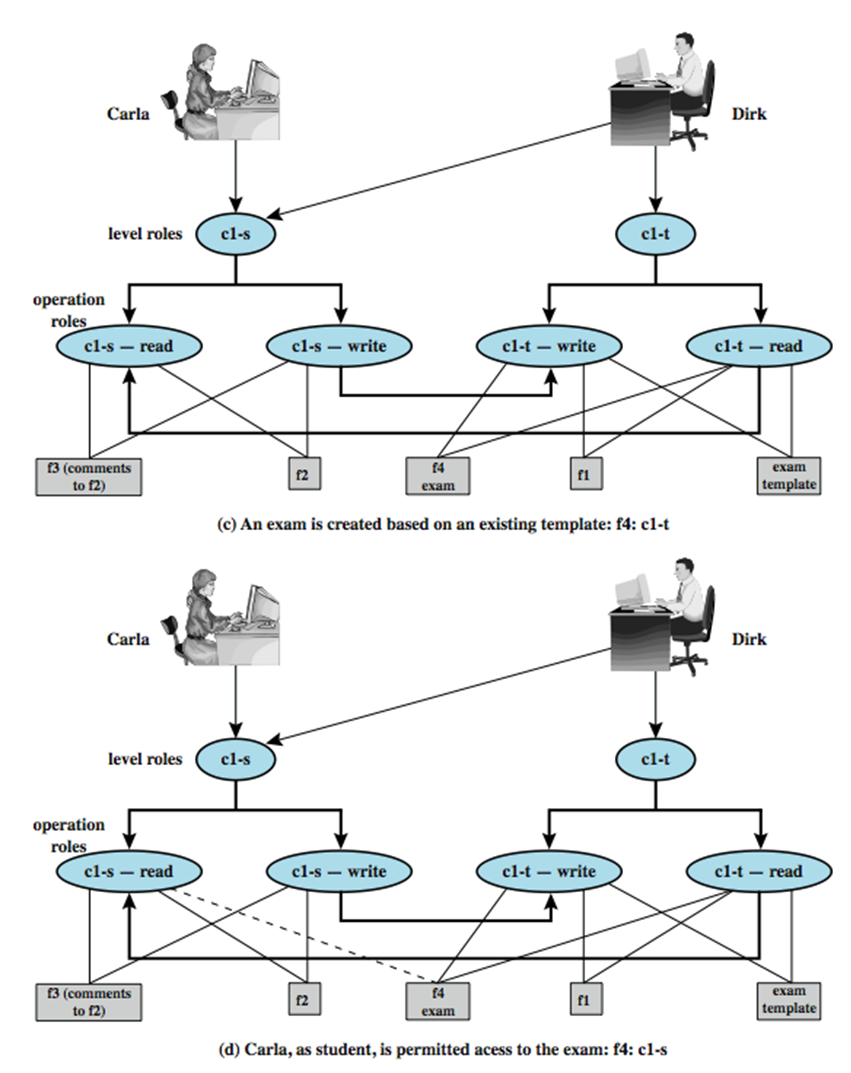 Carla
Dirk
level roles
c1-s
c1-t
operation
roles
c1-s — read
c1-s — write
c1-t — write
c1-t — read
f3 (comments
to f2)
f2
f4
exam
f1
exam
template
(c) An exam is created based on an existing template: f4: c1-t
Carla
Dirk
level roles
c1-s
c1-t
operation
roles
c1-s — read
c1-s — write
c1-t — write
c1-t — read
f3 (comments
to f2)
f2
f4
exam
f1
exam
template
(d) Carla, as student, is permitted acess to the exam: f4: c1-s